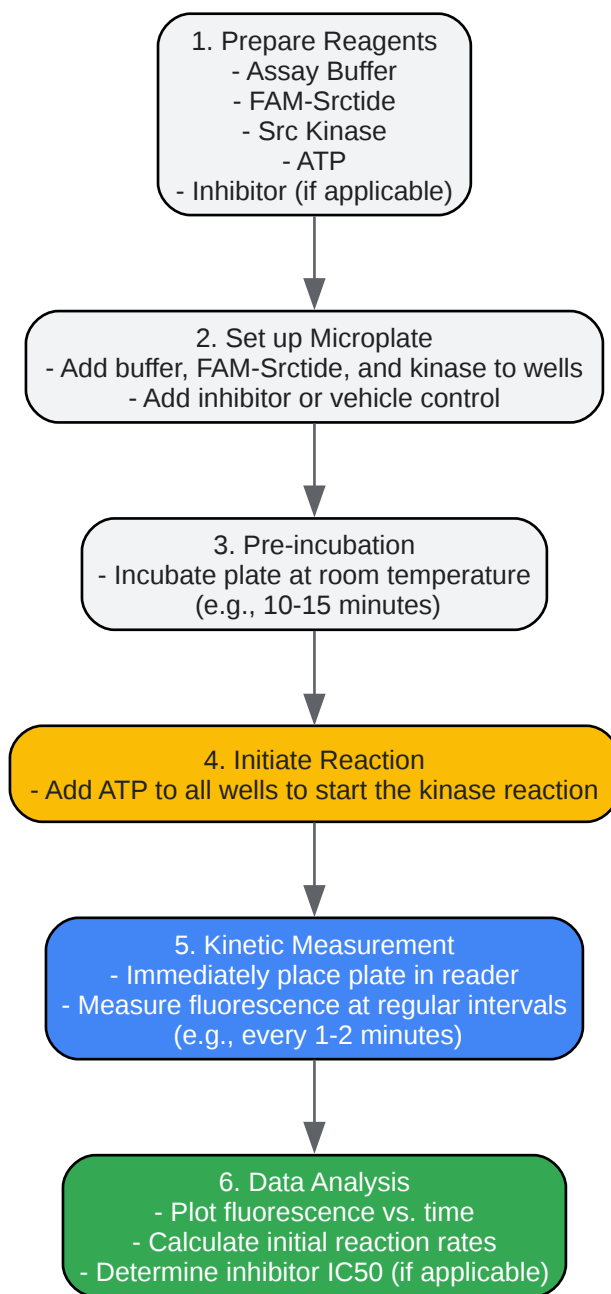 1. Prepare Reagents
- Assay Buffer
- FAM-Srctide
- Src Kinase
- ATP
- Inhibitor (if applicable)
2. Set up Microplate
- Add buffer, FAM-Srctide, and kinase to wells
- Add inhibitor or vehicle control
3. Pre-incubation
- Incubate plate at room temperature
(e.g., 10-15 minutes)
4. Initiate Reaction
- Add ATP to all wells to start the kinase reaction
5. Kinetic Measurement
- Immediately place plate in reader
- Measure fluorescence at regular intervals
(e.g., every 1-2 minutes)
6. Data Analysis
- Plot fluorescence vs. time
- Calculate initial reaction rates
- Determine inhibitor IC50 (if applicable)